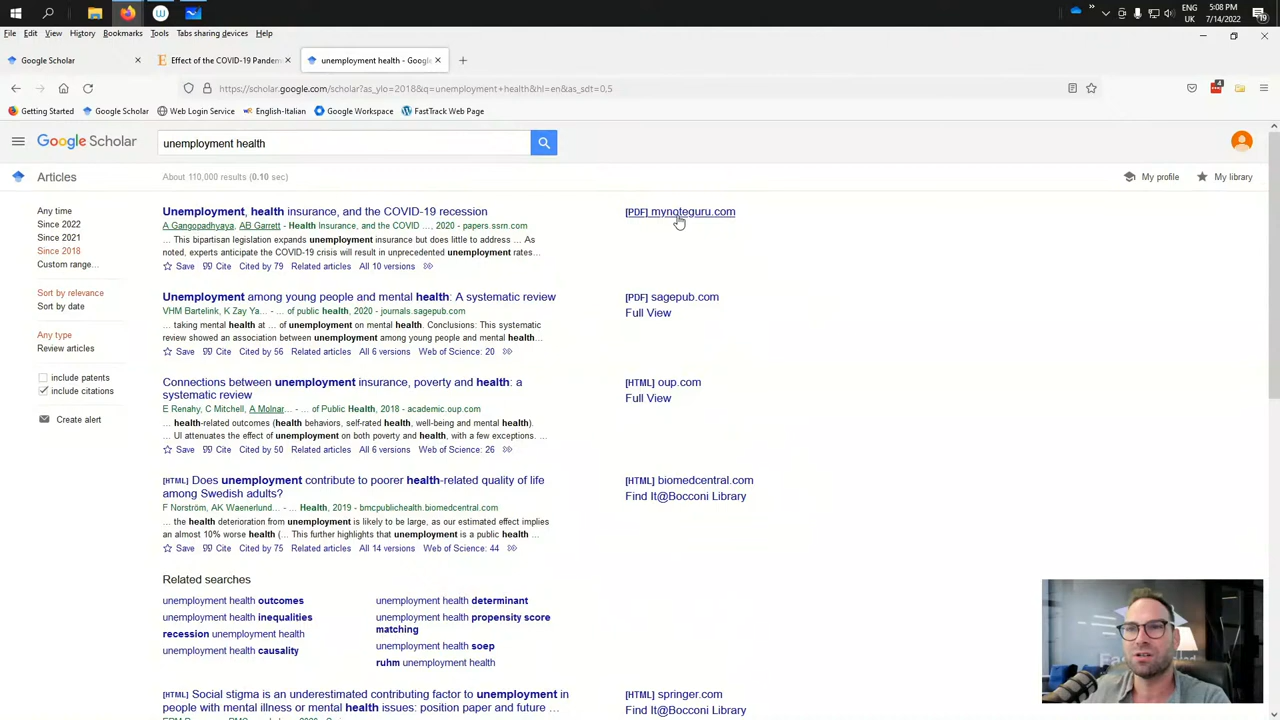 5:08 PM
UK
7/14/2022
19
File Edit View History Bookmarks Tools Tabs sharing devices Help
Google Scholar
Effect of the COVID-19 Pandem
unemployment health - Google
https://scholar.google.com/scholar?as_ylo=2018&q=unemployment+health&hl=en&as_sdt=0,5
4
Getting Started Google Scholar Web Login Service English-Italian Google Workspace FastTrack Web Page
Google Scholar
unemployment health
Articles
About 110,000 results (0.10 sec)
My profile My library
Any time
Since 2022
Since 2021
Since 2018
Custom range...
Sort by relevance
Sort by date
Any type
Review articles
include patents
include citations
Create alert
Unemployment, health insurance, and the COVID-19 recession
[PDF] mynoteguru.com
A Gangopadhyaya, AB Garrett - Health Insurance, and the COVID …, 2020 - papers.ssrn.com
... This bipartisan legislation expands unemployment insurance but does little to address ... As
noted, experts anticipate the COVID-19 crisis will result in unprecedented unemployment rates...
Save Cite Cited by 79 Related articles All 10 versions
Unemployment among young people and mental health: A systematic review
[PDF] sagepub.com
VHM Bartelink, K Zay Ya... - ... of public health, 2020 - journals.sagepub.com
Full View
... taking mental health at ... of unemployment on mental health. Conclusions: This systematic
review showed an association between unemployment among young people and mental health...
Save Cite Cited by 56 Related articles All 6 versions Web of Science: 20
Connections between unemployment insurance, poverty and health: a
systematic review
[HTML] oup.com
Full View
E Renahy, C Mitchell, A Molnar... - ... of Public Health, 2018 - academic.oup.com
... health-related outcomes (health behaviors, self-rated health, well-being and mental health).
... UI attenuates the effect of unemployment on both poverty and health, with a few exceptions. ...
Save Cite Cited by 50 Related articles All 6 versions Web of Science: 26
[HTML] Does unemployment contribute to poorer health-related quality of life
among Swedish adults?
[HTML] biomedcentral.com
Find It@Bocconi Library
F Norström, AK Waenerlund... - ... Health, 2019 - bmcpublichealth.biomedcentral.com
... the health deterioration from unemployment is likely to be large, as our estimated effect implies
an almost 10% worse health (... This further highlights that unemployment is a public health ...
Save Cite Cited by 75 Related articles All 14 versions Web of Science: 44
Related searches
unemployment health outcomes
unemployment health inequalities
recession unemployment health
unemployment health causality
unemployment health determinant
unemployment health propensity score
matching
unemployment health soep
ruhm unemployment health
[HTML] Social stigma is an underestimated contributing factor to unemployment in
people with mental illness or mental health issues: position paper and future …
[HTML] springer.com
Find It@Bocconi Library